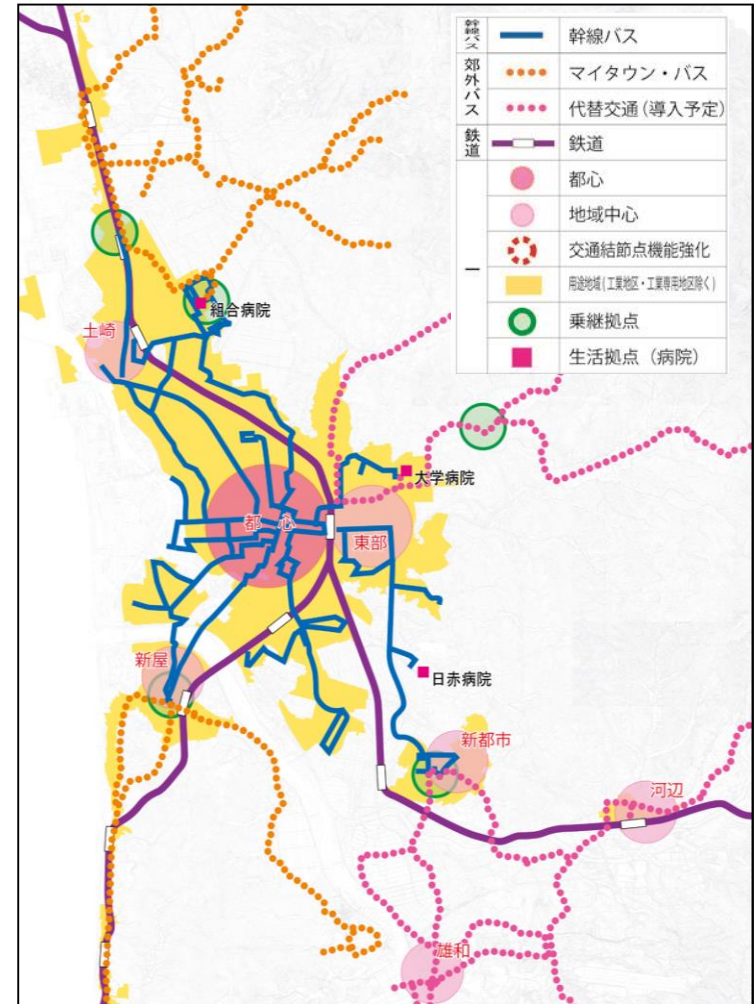 幹線バス
幹線バス
郊外バス
マイタウン・バス
代替交通(導入予定)
鉄道
鉄道
都心
地域中心
交通結節点機能強化
用途地域(工業地区・工業専用地区除く)
乗継拠点
生活拠点(病院)
組合病院
土崎
大学病院
都心
東部
新屋
日赤病院
新都市
河辺
雄和